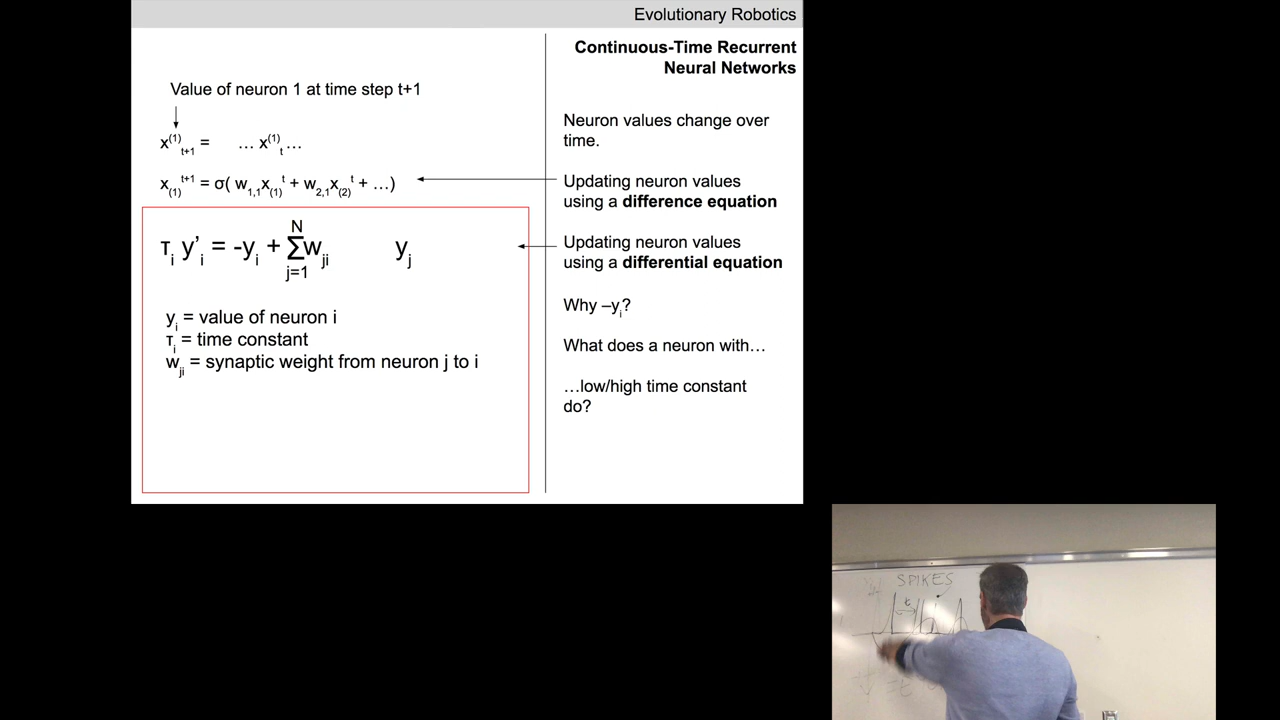 Evolutionary Robotics
Value of neuron 1 at time step t+1
x(1)t+1 = … x(1)t …
x(1)t+1 = σ( w1,1x(1)t + w2,1x(2)t + …)
τi y’i = -yi + N Σ j=1 wji yj
yi = value of neuron i
τi = time constant
wji = synaptic weight from neuron j to i
Continuous-Time Recurrent
Neural Networks
Neuron values change over
time.
Updating neuron values
using a difference equation
Updating neuron values
using a differential equation
Why –yi?
What does a neuron with…
…low/high time constant
do?
SPIKES